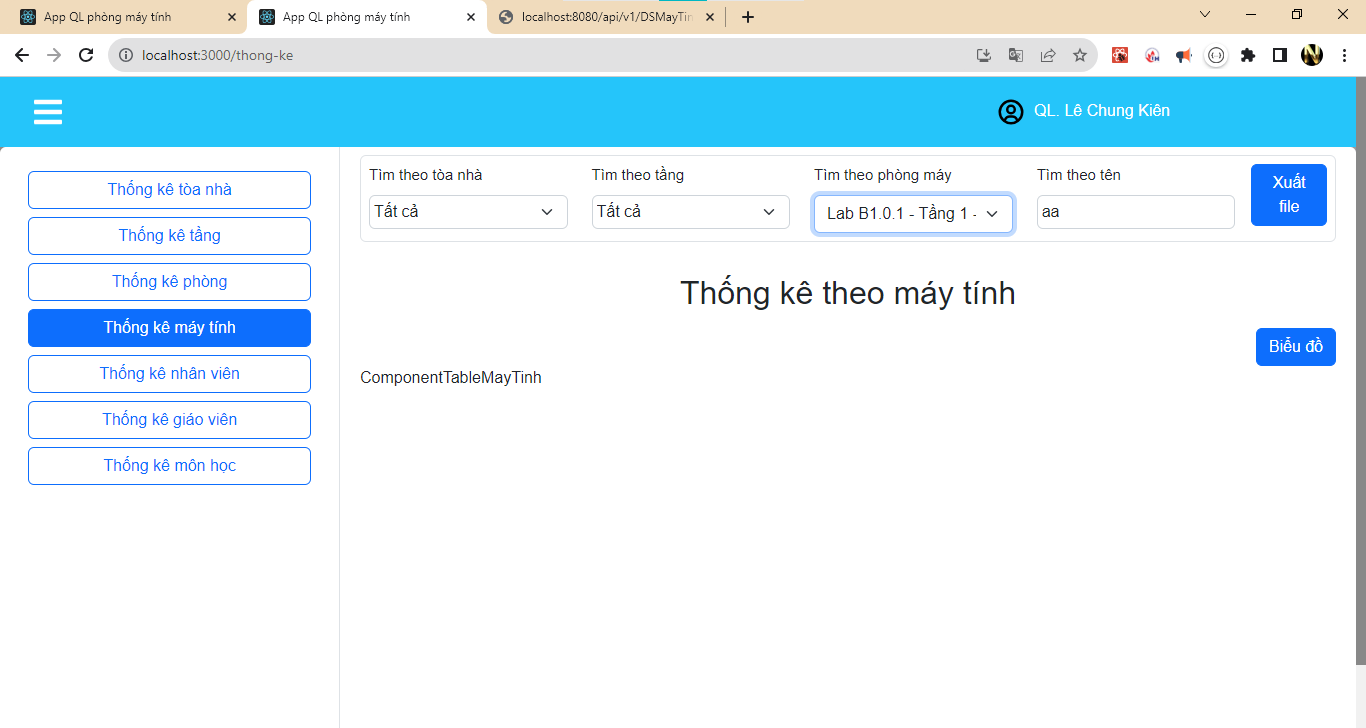 App QL phòng máy tính
App QL phòng máy tính
localhost:8080/api/v1/DSMayTin
localhost:3000/thong-ke
QL. Lê Chung Kiên
Thống kê tòa nhà
Thống kê tầng
Thống kê phòng
Thống kê máy tính
Thống kê nhân viên
Thống kê giáo viên
Thống kê môn học
Tìm theo tòa nhà
Tất cả
Tìm theo tầng
Tất cả
Tìm theo phòng máy
Lab B1.0.1 - Tầng 1 -
Tìm theo tên
aa
Xuất
file
Thống kê theo máy tính
Biểu đồ
ComponentTableMayTinh